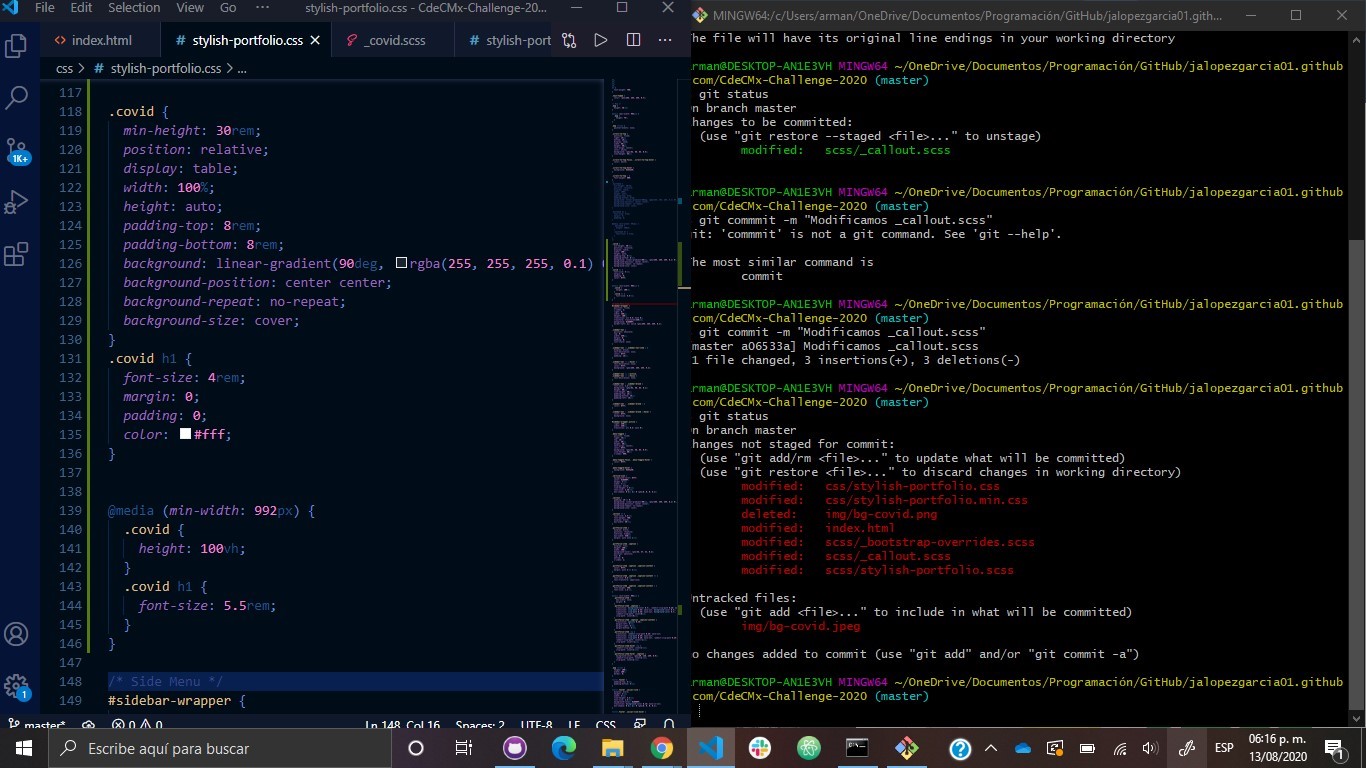 File Edit Selection View Go ... stylish-portfolio.css - CdeCMx-Challenge-20...
index.html # stylish-portfolio.css _covid.scss # stylish-port
css > # stylish-portfolio.css > ...
1K+
1
117
118 .covid {
119 min-height: 30rem;
120 position: relative;
121 display: table;
122 width: 100%;
123 height: auto;
124 padding-top: 8rem;
125 padding-bottom: 8rem;
126 background: linear-gradient(90deg, rgba(255, 255, 255, 0.1)
127 background-position: center center;
128 background-repeat: no-repeat;
129 background-size: cover;
130 }
131 .covid h1 {
132 font-size: 4rem;
133 margin: 0;
134 padding: 0;
135 color: #fff;
136 }
137
138
139 @media (min-width: 992px) {
140 .covid {
141 height: 100vh;
142 }
143 .covid h1 {
144 font-size: 5.5rem;
145 }
146 }
147
148 /* Side Menu */
149 #sidebar-wrapper {
master* 0 0 Ln 148, Col 16 Spaces: 2 UTF-8 LF CSS
MINGW64:/c/Users/arman/OneDrive/Documentos/Programación/GitHub/jalopezgarcia01.gith...
he file will have its original line endings in your working directory
rman@DESKTOP-AN1E3VH MINGW64 ~/OneDrive/Documentos/Programación/GitHub/jalopezgarcia01.github
com/CdeCMx-Challenge-2020 (master)
git status
n branch master
hanges to be committed:
(use "git restore --staged <file>..." to unstage)
modified: scss/_callout.scss
rman@DESKTOP-AN1E3VH MINGW64 ~/OneDrive/Documentos/Programación/GitHub/jalopezgarcia01.github
com/CdeCMx-Challenge-2020 (master)
git commmit -m "Modificamos _callout.scss"
it: 'commmit' is not a git command. See 'git --help'.
he most similar command is
commit
rman@DESKTOP-AN1E3VH MINGW64 ~/OneDrive/Documentos/Programación/GitHub/jalopezgarcia01.github
com/CdeCMx-Challenge-2020 (master)
git commit -m "Modificamos _callout.scss"
master a06533a] Modificamos _callout.scss
1 file changed, 3 insertions(+), 3 deletions(-)
rman@DESKTOP-AN1E3VH MINGW64 ~/OneDrive/Documentos/Programación/GitHub/jalopezgarcia01.github
com/CdeCMx-Challenge-2020 (master)
git status
n branch master
hanges not staged for commit:
(use "git add/rm <file>..." to update what will be committed)
(use "git restore <file>..." to discard changes in working directory)
modified: css/stylish-portfolio.css
modified: css/stylish-portfolio.min.css
deleted: img/bg-covid.png
modified: index.html
modified: scss/_bootstrap-overrides.scss
modified: scss/_callout.scss
modified: scss/stylish-portfolio.scss
ntracked files:
(use "git add <file>..." to include in what will be committed)
img/bg-covid.jpeg
o changes added to commit (use "git add" and/or "git commit -a")
rman@DESKTOP-AN1E3VH MINGW64 ~/OneDrive/Documentos/Programación/GitHub/jalopezgarcia01.github
com/CdeCMx-Challenge-2020 (master)
Escribe aquí para buscar
ESP
06:16 p. m.
13/08/2020
1